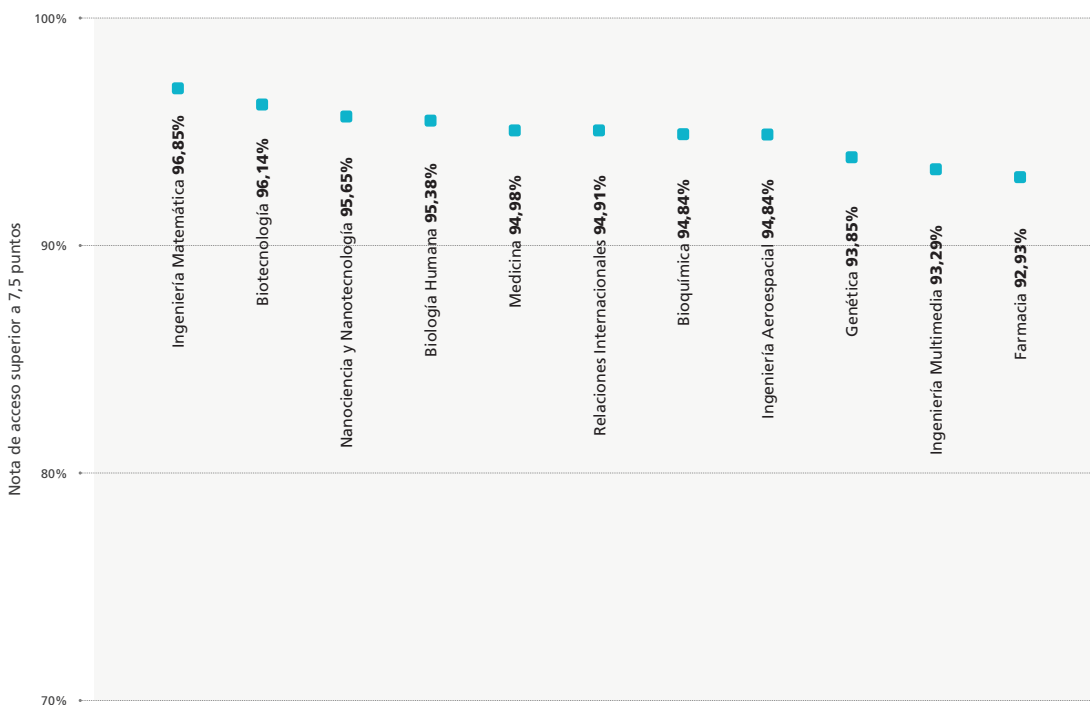 100%
90%
80%
70%
Nota de acceso superior a 7,5 puntos
Ingeniería Matemática 96,85%
Biotecnología 96,14%
Nanociencia y Nanotecnología 95,65%
Biología Humana 95,38%
Medicina 94,98%
Relaciones Internacionales 94,91%
Bioquímica 94,84%
Ingeniería Aeroespacial 94,84%
Genética 93,85%
Ingeniería Multimedia 93,29%
Farmacia 92,93%